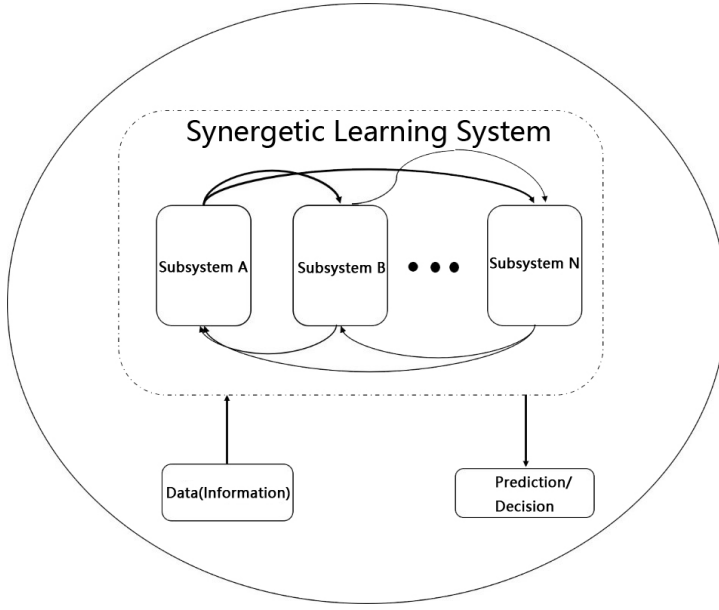 Synergetic Learning System
Subsystem A
Subsystem B
Subsystem N
Data(Information)
Prediction/
Decision